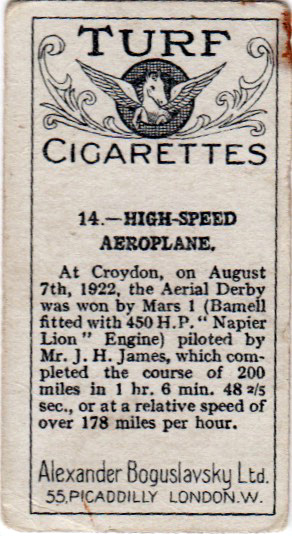 TURF
CIGARETTES
14.—HIGH-SPEED
AEROPLANE.
At Croydon, on August
7th, 1922, the Aerial Derby
was won by Mars 1 (Bamell
fitted with 450 H.P. "Napier
Lion" Engine) piloted by
Mr. J. H. James, which com-
pleted the course of 200
miles in 1 hr. 6 min. 48 2/5
sec., or at a relative speed of
over 178 miles per hour.
Alexander Boguslavsky Ltd.
55, PICADDILLY LONDON. W.